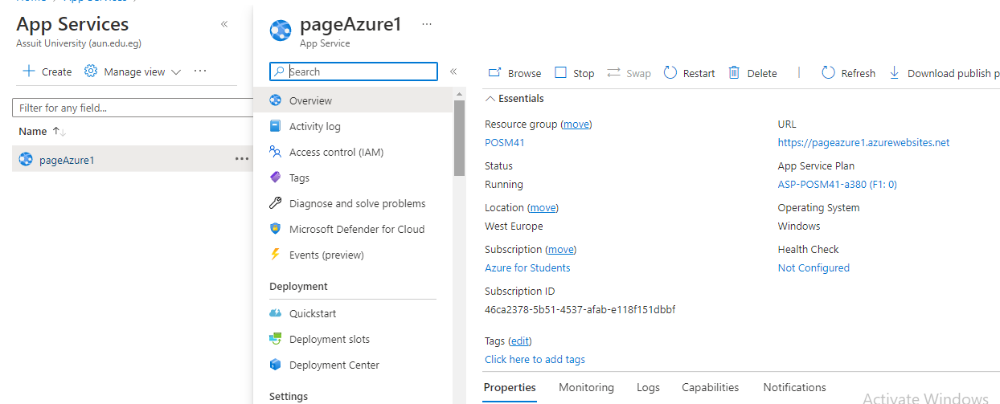 App Services
Assuit University (aun.edu.eg)
Create
Manage view
Filter for any field...
Name
pageAzure1
pageAzure1
App Service
Search
Overview
Activity log
Access control (IAM)
Tags
Diagnose and solve problems
Microsoft Defender for Cloud
Events (preview)
Deployment
Quickstart
Deployment slots
Deployment Center
Settings
Browse
Stop
Swap
Restart
Delete
Refresh
Download publish p
Essentials
Resource group (move)
POSM41
Status
Running
Location (move)
West Europe
Subscription (move)
Azure for Students
Subscription ID
46ca2378-5b51-4537-afab-e118f151dbbf
Tags (edit)
Click here to add tags
URL
https://pageazure1.azurewebsites.net
App Service Plan
ASP-POSM41-a380 (F1: 0)
Operating System
Windows
Health Check
Not Configured
Properties
Monitoring
Logs
Capabilities
Notifications
Activate Windows